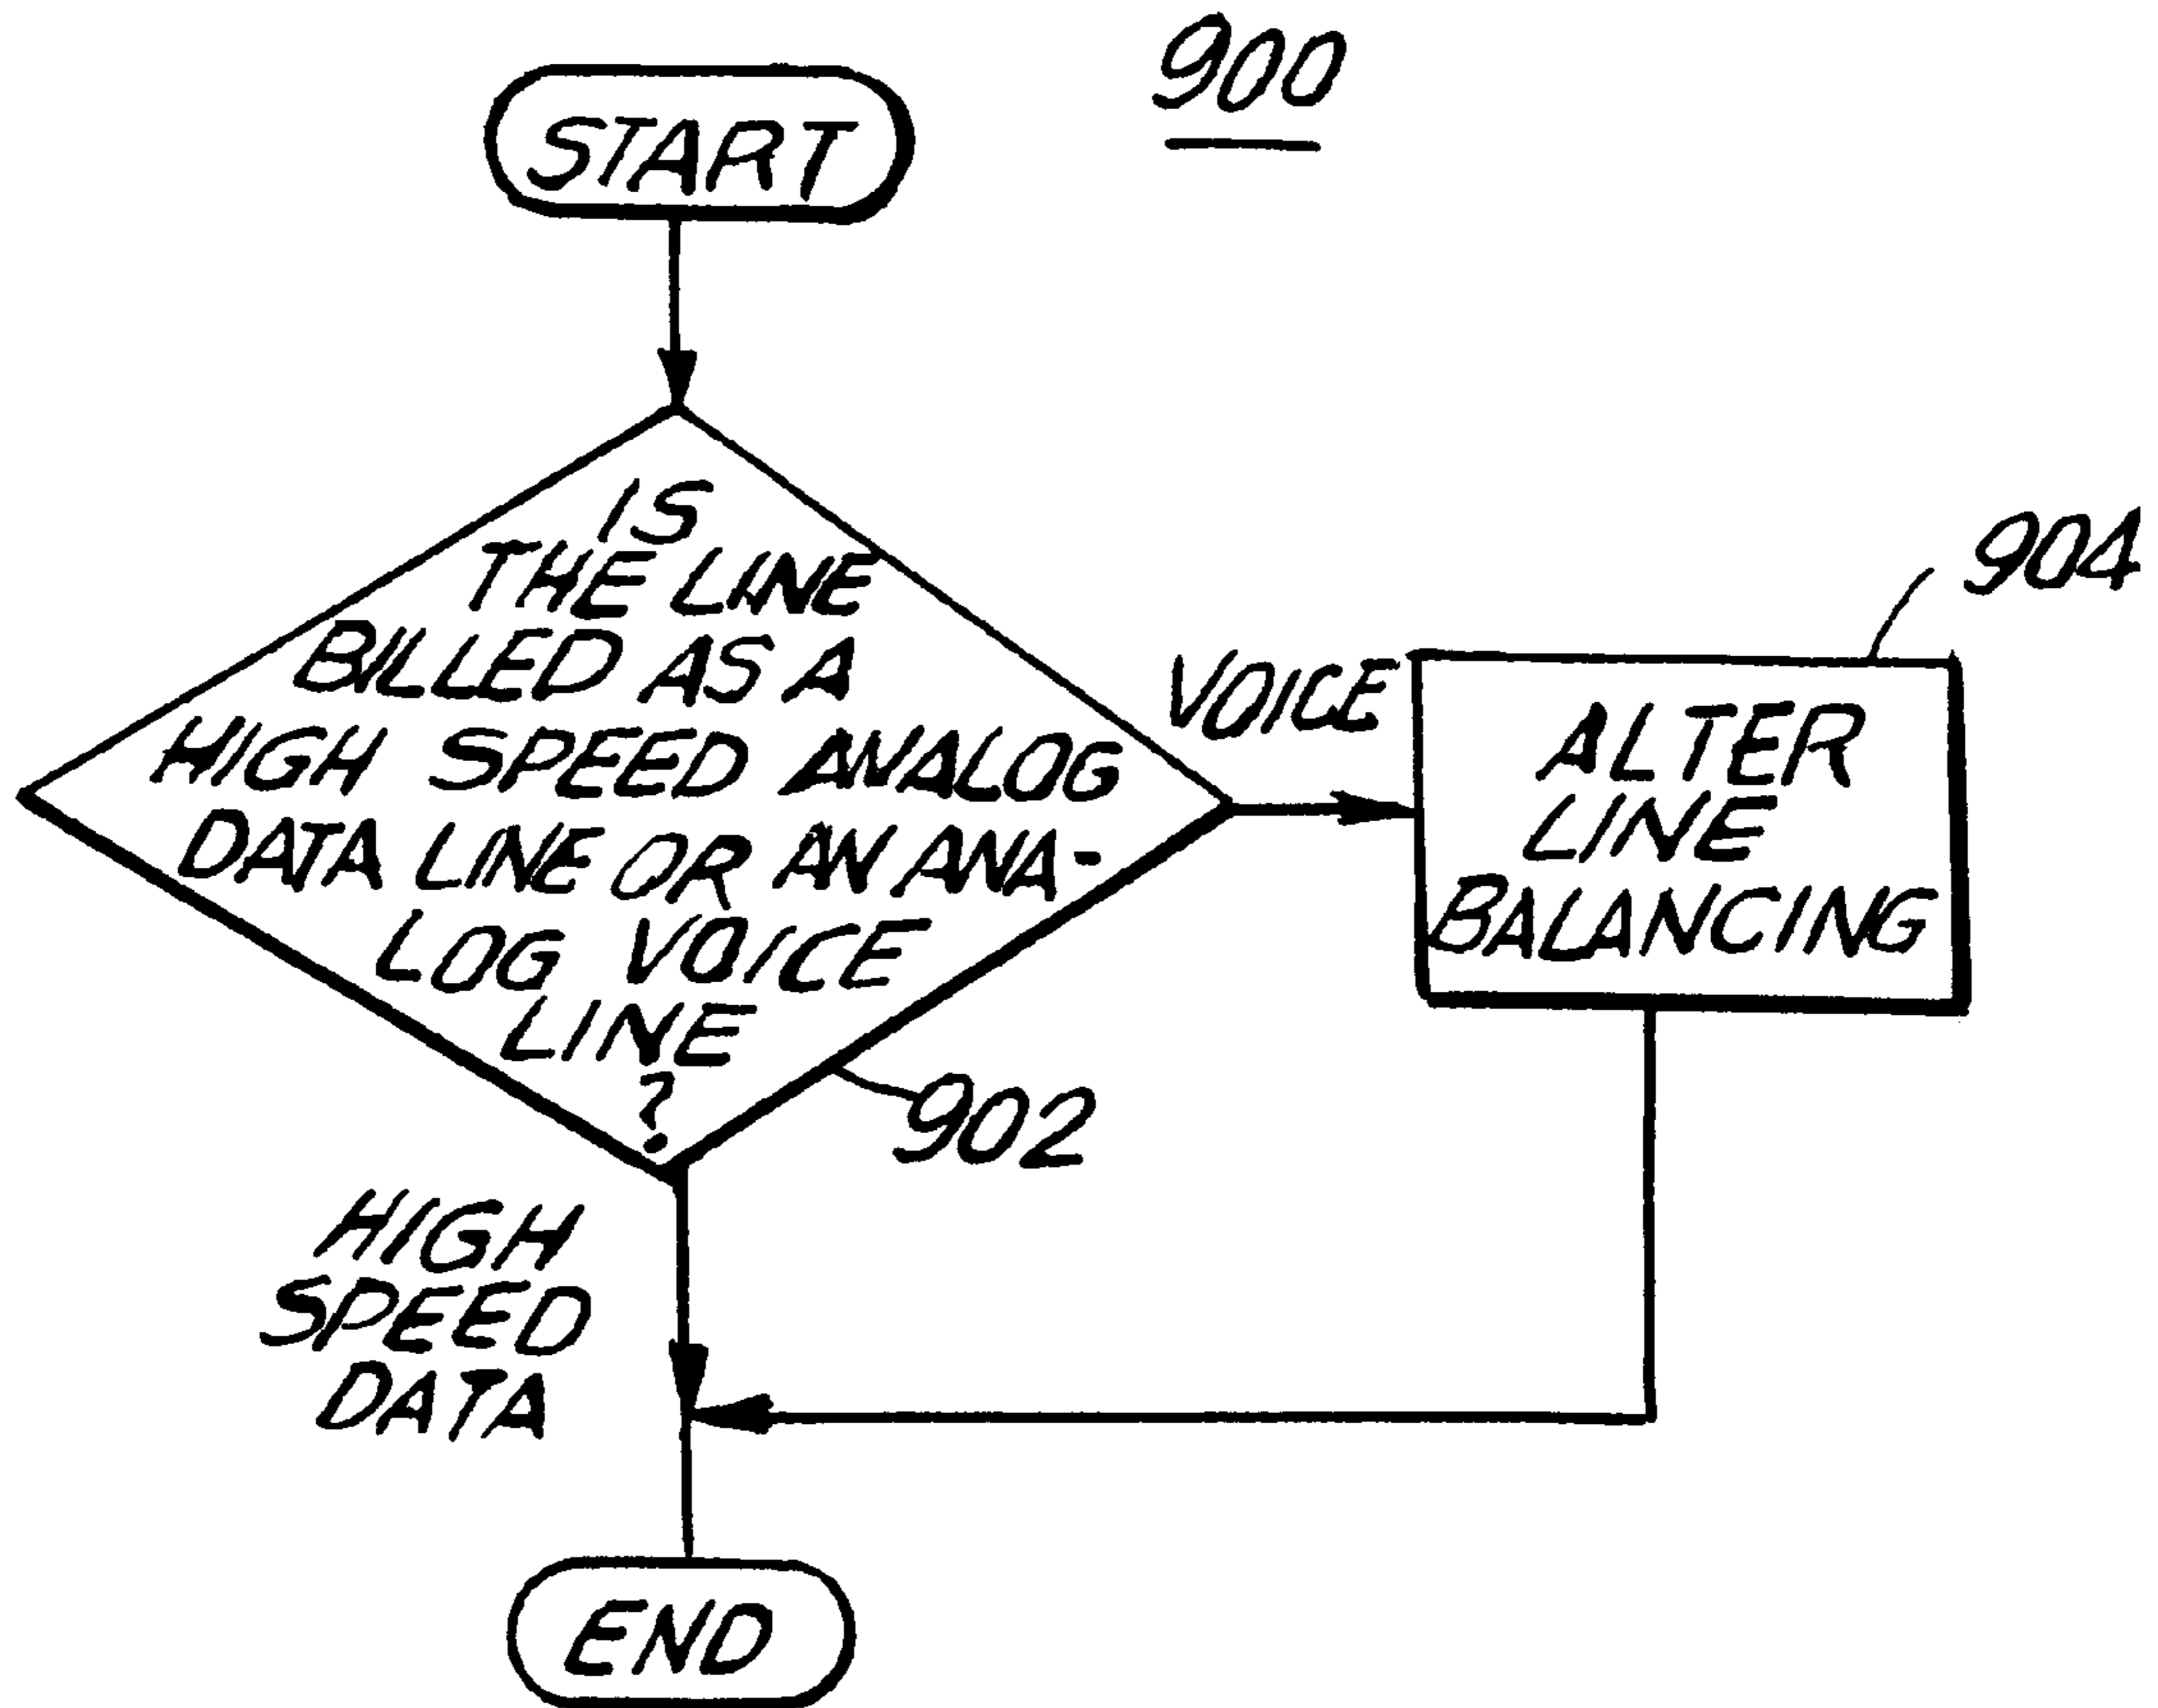 900
START
IS
THE LINE
BILLED AS A
HIGH SPEED ANALOG
DATA LINE OR AN ANA-
LOG VOICE
LINE
?
902
VOICE
904
ALTER
LINE
BALANCING
HIGH
SPEED
DATA
END